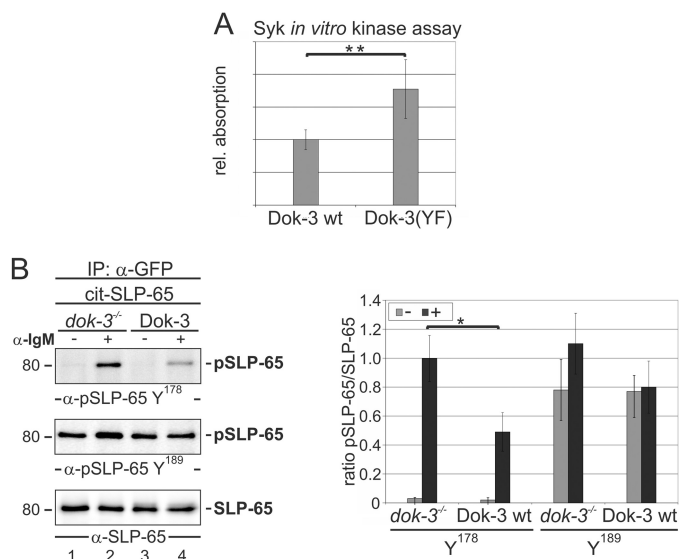 A
Syk in vitro kinase assay
**
rel. absorption
Dok-3 wt Dok-3(YF)
B
IP: α-GFP
cit-SLP-65
dok-3-/- Dok-3
α-IgM - + - +
80 – -pSLP-65
-α-pSLP-65 Y178 -
80 – -pSLP-65
-α-pSLP-65 Y189 -
80 – SLP-65
α-SLP-65
1 2 3 4
ratio pSLP-65/SLP-65
1.4
1.2
1.0
0.8
0.6
0.4
0.2
0
- +
*
dok-3-/- Dok-3 wt dok-3-/- Dok-3 wt
Y178 Y189